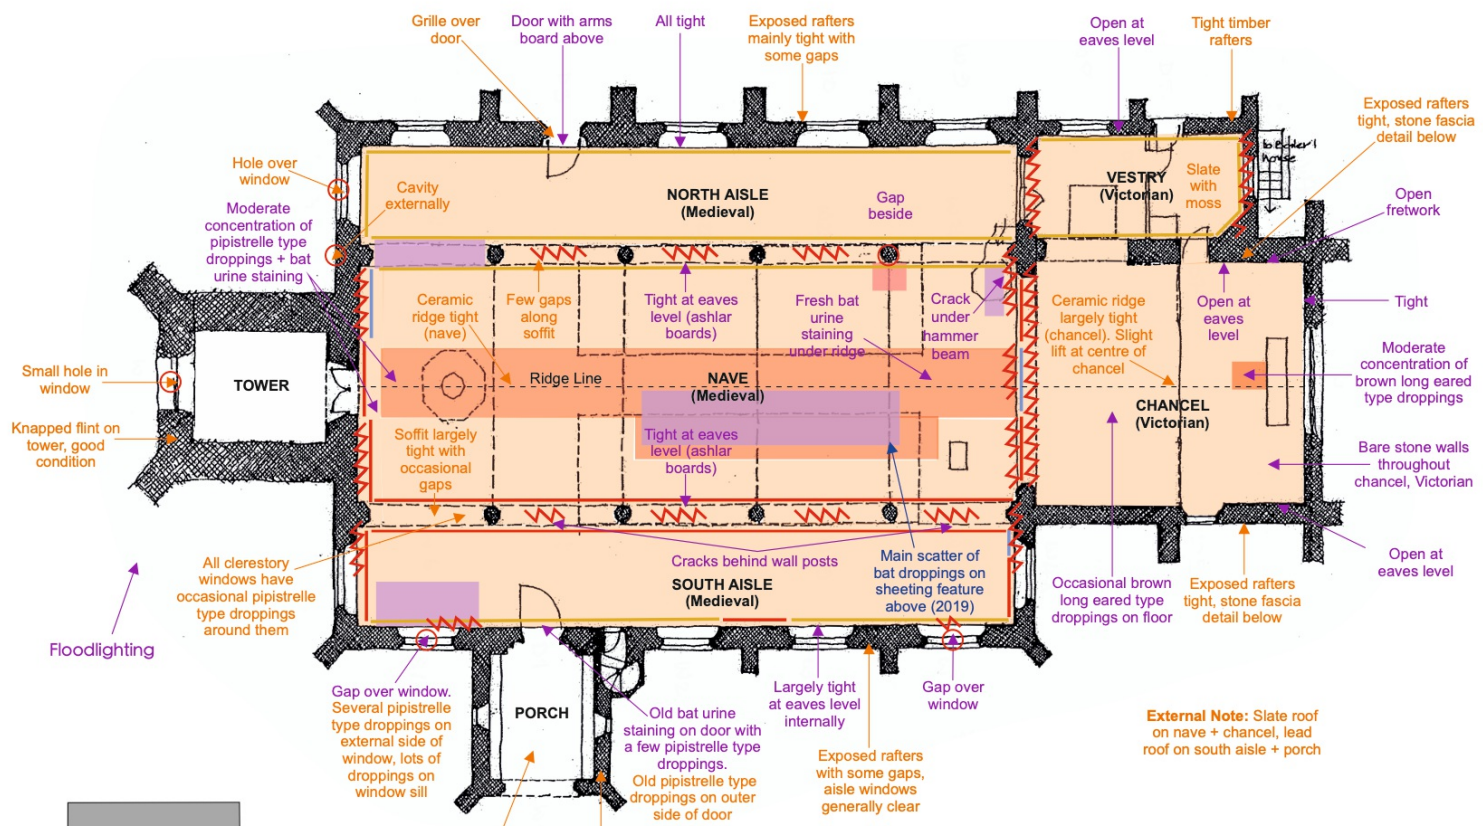 Grille over
door
Door with arms
board above
All tight
Exposed rafters
mainly tight with
some gaps
Open at
eaves level
Tight timber
rafters
Exposed rafters
tight, stone fascia
detail below
to Boiler
house
Hole over
window
Cavity
externally
NORTH AISLE
(Medieval)
Gap
beside
VESTRY
(Victorian)
Slate
with
moss
Open
fretwork
Moderate
concentration of
pipistrelle type
droppings + bat
urine staining
Ceramic
ridge tight
(nave)
Few gaps
along
soffit
Tight at eaves
level (ashlar
boards)
Fresh bat
urine
staining
under ridge
Crack
under
hammer
beam
Ceramic ridge
largely tight
(chancel). Slight
lift at centre of
chancel
Open at
eaves
level
Tight
Small hole in
window
TOWER
Ridge Line
NAVE
(Medieval)
CHANCEL
(Victorian)
Moderate
concentration of
brown long eared
type droppings
Knapped flint on
tower, good
condition
Soffit largely
tight with
occasional
gaps
Tight at eaves
level (ashlar
boards)
Bare stone walls
throughout
chancel, Victorian
All clerestory
windows have
occasional pipistrelle
type droppings
around them
Cracks behind wall posts
SOUTH AISLE
(Medieval)
Main scatter of
bat droppings on
sheeting feature
above (2019)
Occasional brown
long eared type
droppings on floor
Exposed rafters
tight, stone fascia
detail below
Open at
eaves level
Floodlighting
Gap over window.
Several pipistrelle
type droppings on
external side of
window, lots of
droppings on
window sill
PORCH
Old bat urine
staining on door with
a few pipistrelle type
droppings.
Old pipistrelle type
droppings on outer
side of door
Largely tight
at eaves level
internally
Exposed rafters
with some gaps,
aisle windows
generally clear
Gap over
window
External Note: Slate roof
on nave + chancel, lead
roof on south aisle + porch